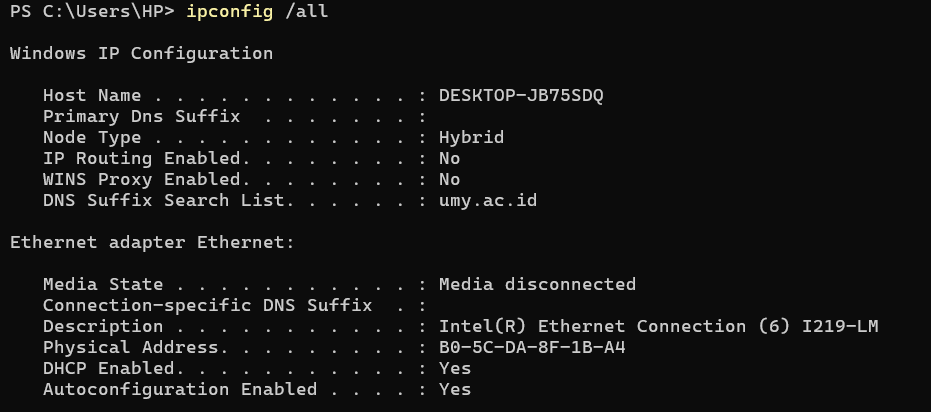 PS C:\Users\HP> ipconfig /all
Windows IP Configuration
Host Name . . . . . . . . . . . . : DESKTOP-JB75SDQ
Primary Dns Suffix  . . . . . . . :
Node Type . . . . . . . . . . . . : Hybrid
IP Routing Enabled. . . . . . . . : No
WINS Proxy Enabled. . . . . . . . : No
DNS Suffix Search List. . . . . . : umy.ac.id
Ethernet adapter Ethernet:
Media State . . . . . . . . . . . : Media disconnected
Connection-specific DNS Suffix  . :
Description . . . . . . . . . . . : Intel(R) Ethernet Connection (6) I219-LM
Physical Address. . . . . . . . . : B0-5C-DA-8F-1B-A4
DHCP Enabled. . . . . . . . . . . : Yes
Autoconfiguration Enabled . . . . : Yes